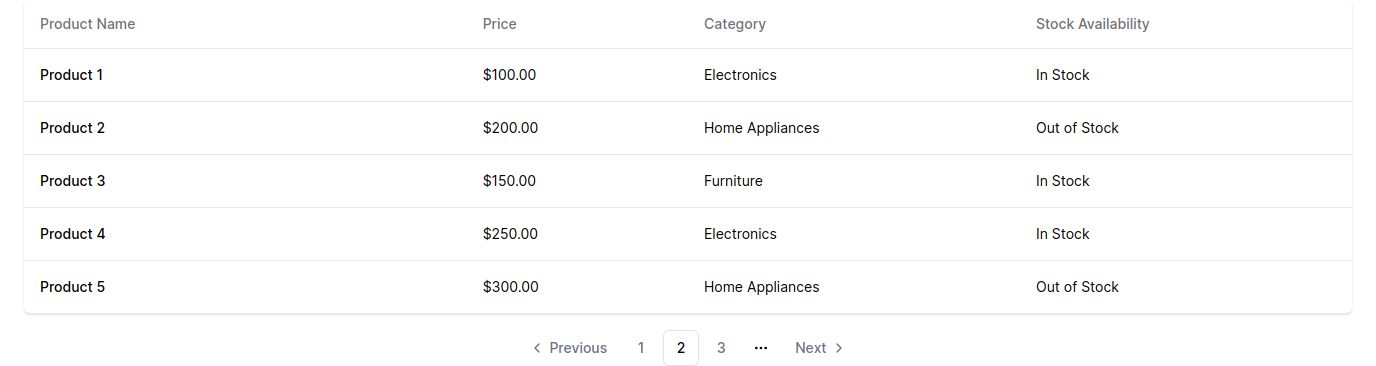 Product Name Price Category Stock Availability
Product 1 $100.00 Electronics In Stock
Product 2 $200.00 Home Appliances Out of Stock
Product 3 $150.00 Furniture In Stock
Product 4 $250.00 Electronics In Stock
Product 5 $300.00 Home Appliances Out of Stock
Previous 1 2 3 ··· Next